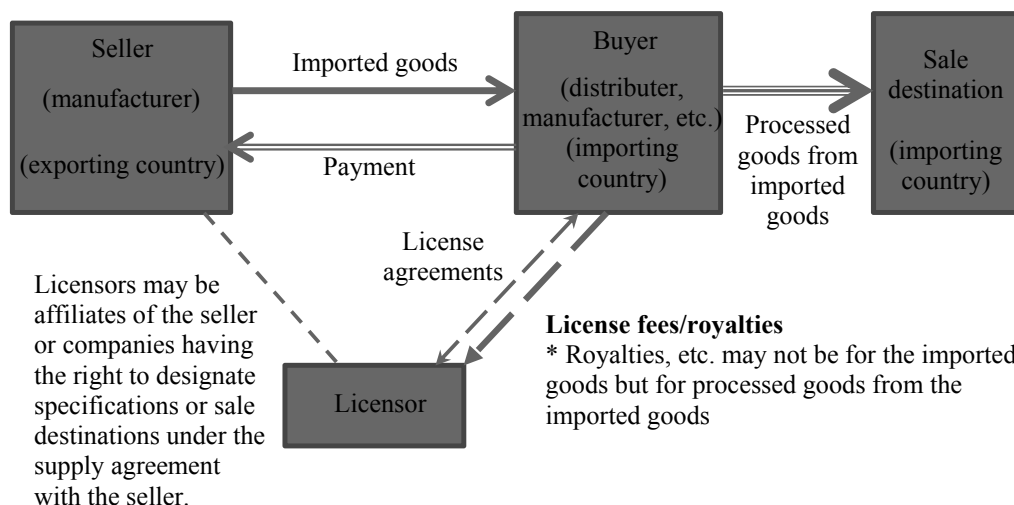 Seller
(manufacturer)
(exporting country)
Imported goods
Payment
Buyer
(distributer,
manufacturer, etc.)
(importing
country)
Processed
goods from
imported
goods
Sale
destination
(importing
country)
License
agreements
Licensors may be
affiliates of the seller
or companies having
the right to designate
specifications or sale
destinations under the
supply agreement
with the seller.
Licensor
License fees/royalties
* Royalties, etc. may not be for the imported
goods but for processed goods from the
imported goods